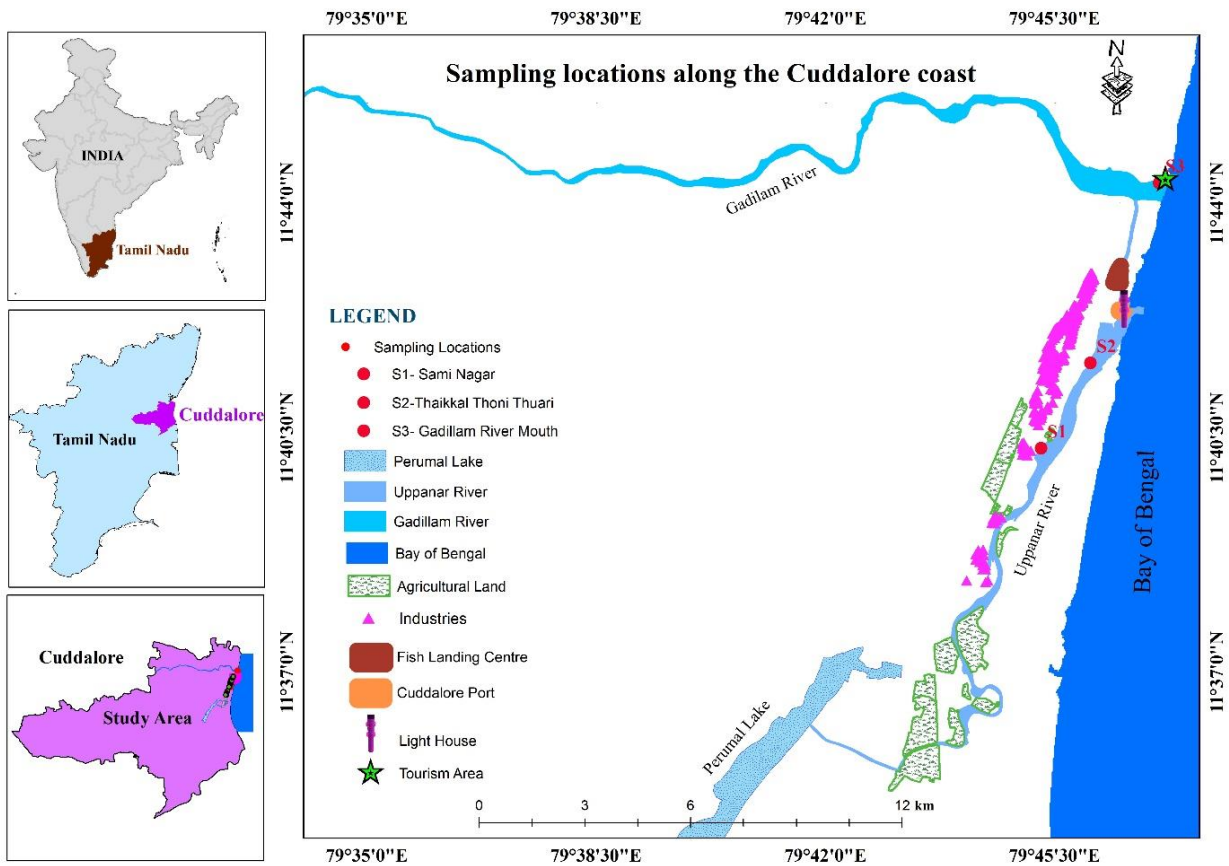 79°35'0"E
79°38'30"E
79°42'0"E
79°45'30"E
INDIA
Tamil Nadu
Tamil Nadu
Cuddalore
Cuddalore
Study Area
Sampling locations along the Cuddalore coast
N
S3
Gadilam River
11°44'0"N
11°44'0"N
LEGEND
Sampling Locations
S1- Sami Nagar
S2-Thaikkal Thoni Thuari
S3- Gadillam River Mouth
Perumal Lake
Uppanar River
Gadillam River
Bay of Bengal
Agricultural Land
Industries
Fish Landing Centre
Cuddalore Port
Light House
Tourism Area
S2
S1
11°40'30"N
11°40'30"N
Uppanar River
Bay of Bengal
11°37'0"N
11°37'0"N
Perumal Lake
0 3 6 12 km
79°35'0"E
79°38'30"E
79°42'0"E
79°45'30"E